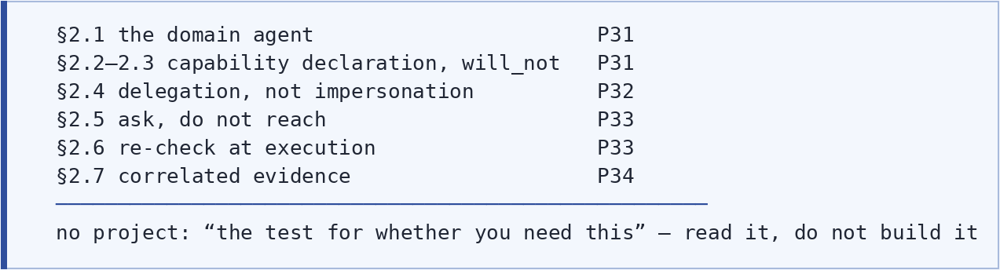 §2.1 the domain agent P31
§2.2–2.3 capability declaration, will_not P31
§2.4 delegation, not impersonation P32
§2.5 ask, do not reach P33
§2.6 re-check at execution P33
§2.7 correlated evidence P34
no project: “the test for whether you need this” — read it, do not build it